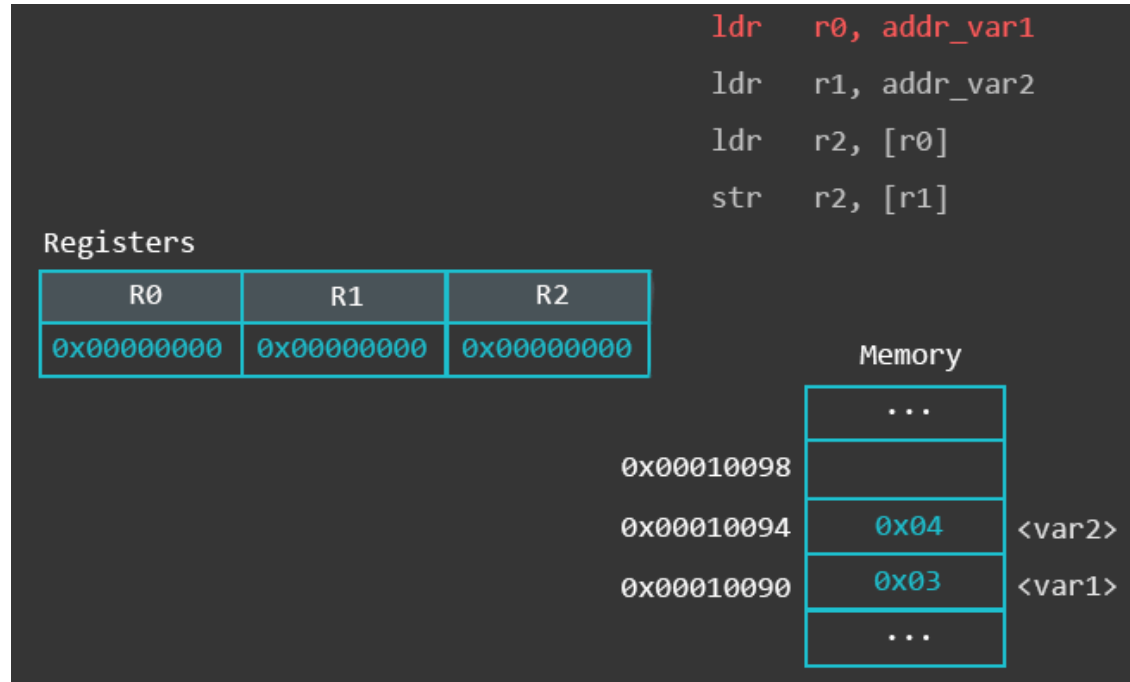 ldr r0, addr_var1
ldr r1, addr_var2
ldr r2, [r0]
str r2, [r1]
Registers
R0 R1 R2
0x00000000 0x00000000 0x00000000
Memory
...
0x00010098
0x00010094 0x04 <var2>
0x00010090 0x03 <var1>
...